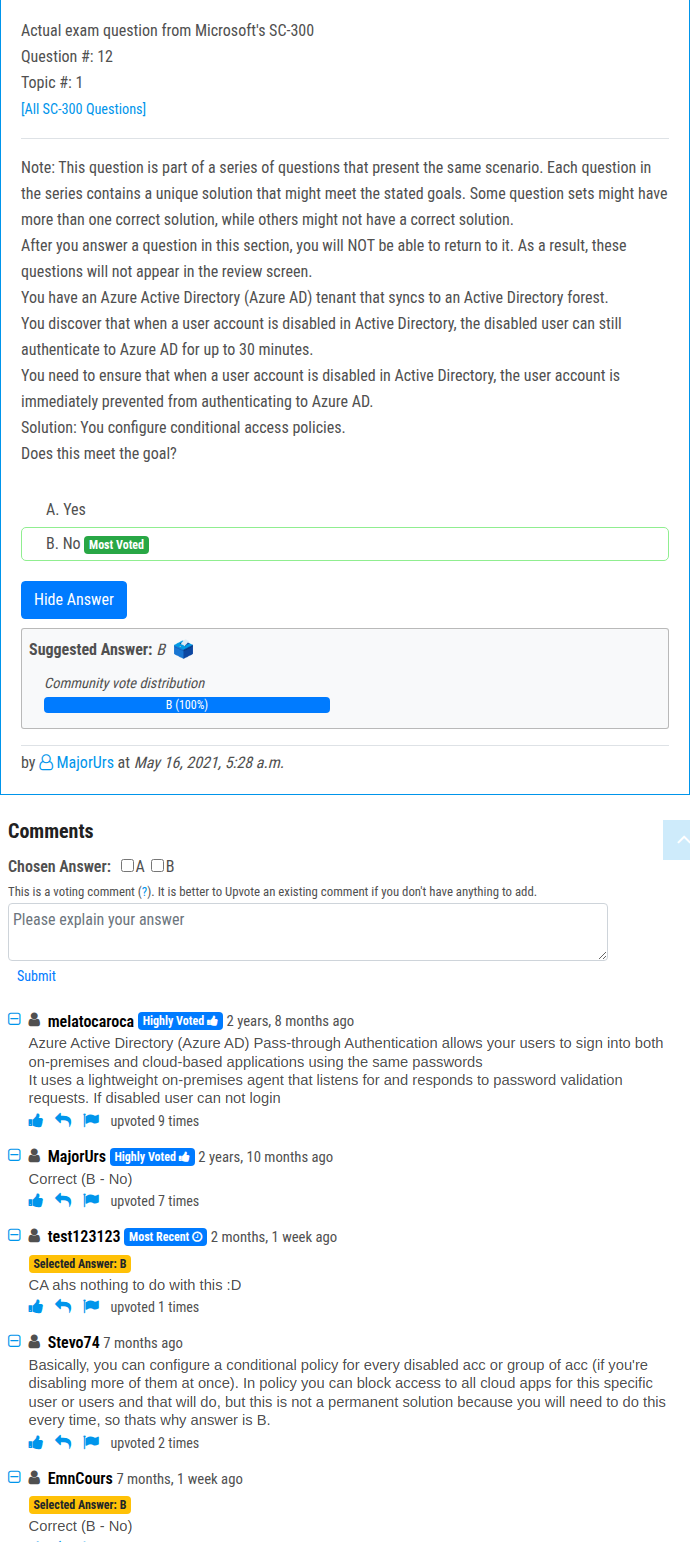 Actual exam question from Microsoft's SC-300
Question #: 12
Topic #: 1
[All SC-300 Questions]
Note: This question is part of a series of questions that present the same scenario. Each question in
the series contains a unique solution that might meet the stated goals. Some question sets might have
more than one correct solution, while others might not have a correct solution.
After you answer a question in this section, you will NOT be able to return to it. As a result, these
questions will not appear in the review screen.
You have an Azure Active Directory (Azure AD) tenant that syncs to an Active Directory forest.
You discover that when a user account is disabled in Active Directory, the disabled user can still
authenticate to Azure AD for up to 30 minutes.
You need to ensure that when a user account is disabled in Active Directory, the user account is
immediately prevented from authenticating to Azure AD.
Solution: You configure conditional access policies.
Does this meet the goal?
A. Yes
B. No Most Voted
Hide Answer
Suggested Answer: B
Community vote distribution
B (100%)
by MajorUrs at May 16, 2021, 5:28 a.m.
Comments
Chosen Answer: A B
This is a voting comment (?). It is better to Upvote an existing comment if you don't have anything to add.
Please explain your answer
Submit
melatocaroca Highly Voted 2 years, 8 months ago
Azure Active Directory (Azure AD) Pass-through Authentication allows your users to sign into both
on-premises and cloud-based applications using the same passwords
It uses a lightweight on-premises agent that listens for and responds to password validation
requests. If disabled user can not login
upvoted 9 times
MajorUrs Highly Voted 2 years, 10 months ago
Correct (B - No)
upvoted 7 times
test123123 Most Recent 2 months, 1 week ago
Selected Answer: B
CA ahs nothing to do with this :D
upvoted 1 times
Stevo74 7 months ago
Basically, you can configure a conditional policy for every disabled acc or group of acc (if you're
disabling more of them at once). In policy you can block access to all cloud apps for this specific
user or users and that will do, but this is not a permanent solution because you will need to do this
every time, so thats why answer is B.
upvoted 2 times
EmnCours 7 months, 1 week ago
Selected Answer: B
Correct (B - No)